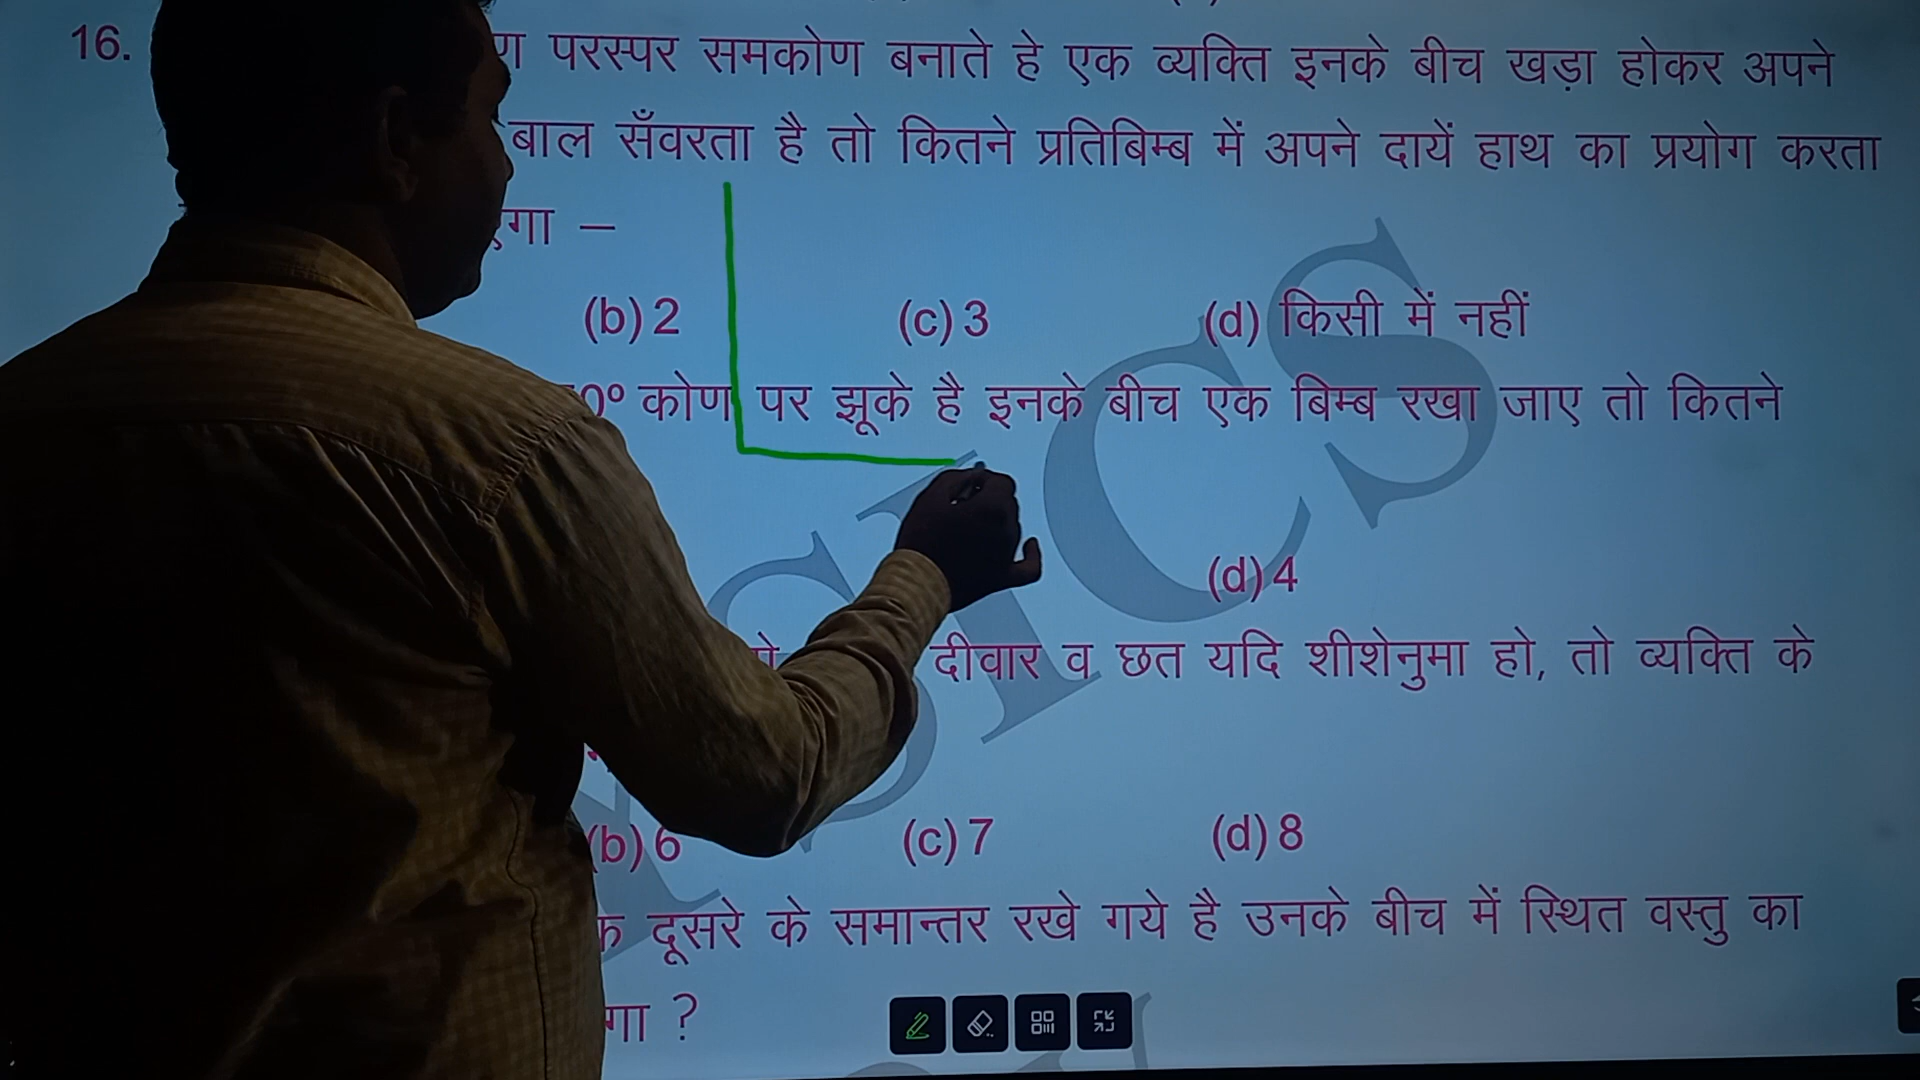 16. परस्पर समकोण बनाते हे एक व्यक्ति इनके बीच खड़ा होकर अपने
बाल सँवरता है तो कितने प्रतिबिम्ब में अपने दायें हाथ का प्रयोग करता
–
(b) 2 (c) 3 (d) किसी में नहीं
कोण पर झूके है इनके बीच एक बिम्ब रखा जाए तो कितने
(d) 4
दीवार व छत यदि शीशेनुमा हो, तो व्यक्ति के
(b) 6 (c) 7 (d) 8
दूसरे के समान्तर रखे गये है उनके बीच में स्थित वस्तु का
?